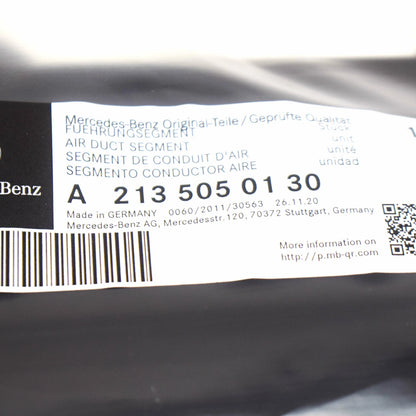 Mercedes-Benz Original-Teile / Geprüfte Qualität
FUEHRUNGSEGMENT Stück
AIR DUCT SEGMENT unit
SEGMENT DE CONDUIT D'AIR unité
SEGMENTO CONDUCTOR AIRE unidad
Benz
A 213 505 01 30
Made in GERMANY 0060/2011/30563 26.11.20
Mercedes-Benz AG, Mercedesstr.120, 70372 Stuttgart, Germany
More information on
http://p.mb-qr.com